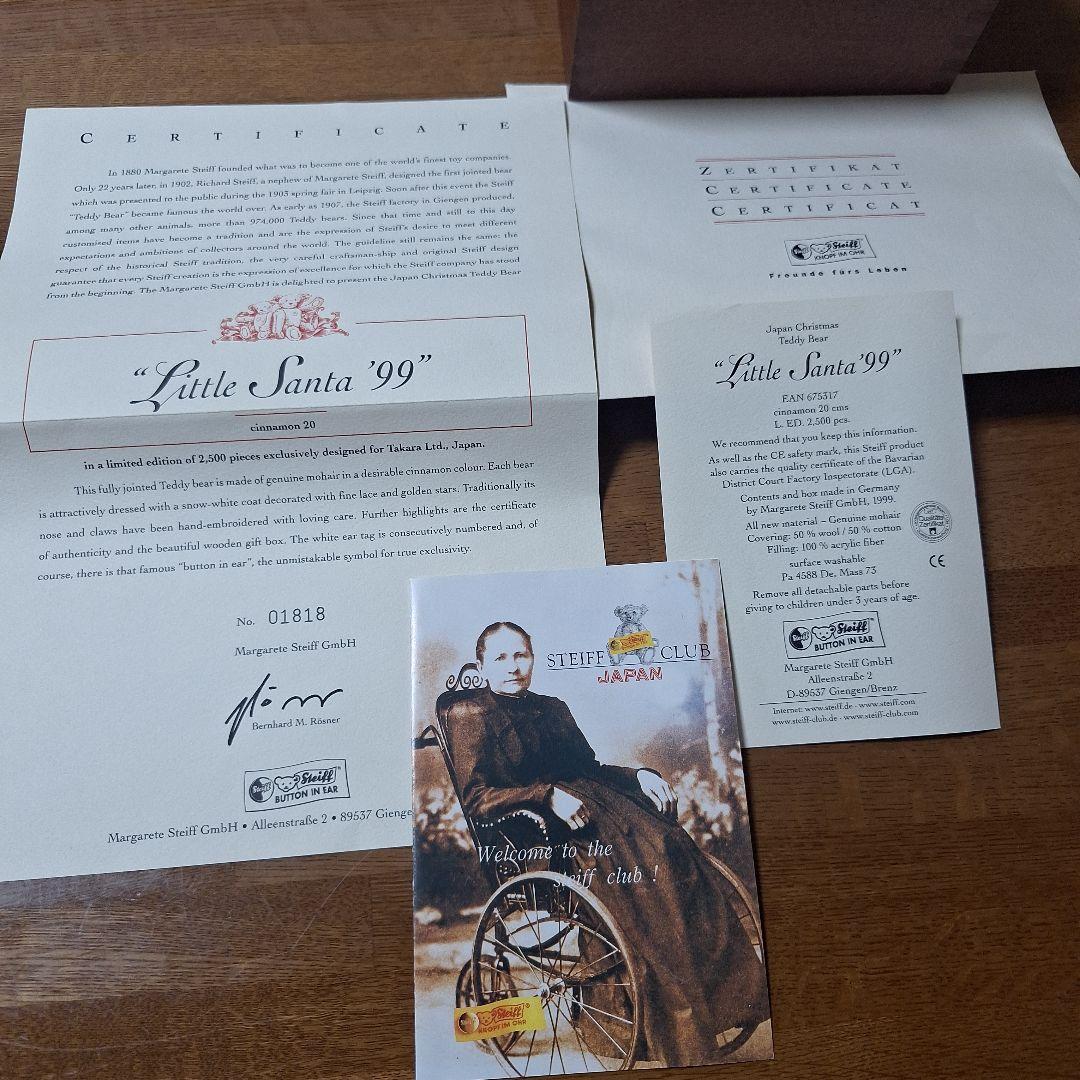 CERTIFICATE
In 1880 Margarete Steiff founded what was to become one of the world's finest toy companies.
Only 22 years later, in 1902, Richard Steiff, a nephew of Margarete Steiff, designed the first jointed bear
which was presented to the public during the 1903 spring fair in Leipzig. Soon after this event the Steiff
"Teddy Bear" became famous the world over. As early as 1907, the Steiff factory in Giengen produced,
among many other animals, more than 974,000 Teddy bears. Since that time and still to this day
customised items have become a tradition and are the expression of Steiff's desire to meet different
expectations and ambitions of collectors around the world. The guideline still remains the same: the
respect of the historical Steiff tradition, the very careful craftsman-ship and original Steiff design
guarantee that every Steiff creation is the expression of excellence for which the Steiff company has stood
from the beginning. The Margarete Steiff GmbH is delighted to present the Japan Christmas Teddy Bear
"Little Santa '99"
cinnamon 20
in a limited edition of 2,500 pieces exclusively designed for Takara Ltd., Japan.
This fully jointed Teddy bear is made of genuine mohair in a desirable cinnamon colour. Each bear
is attractively dressed with a snow-white coat decorated with fine lace and golden stars. Traditionally its
nose and claws have been hand-embroidered with loving care. Further highlights are the certificate
of authenticity and the beautiful wooden gift box. The white ear tag is consecutively numbered and, of
course, there is that famous "button in ear", the unmistakable symbol for true exclusivity.
No. 01818
Margarete Steiff GmbH
Bernhard M. Rösner
Steiff
Steiff
BUTTON IN EAR
Margarete Steiff GmbH • Alleenstraße 2 • 89537 Gienge
ZERTIFIKAT
CERTIFICATE
CERTIFICAT
Steiff
KNOPF IM OHR
Freunde fürs Leben
Japan Christmas
Teddy Bear
"Little Santa '99"
EAN 675317
cinnamon 20 cms
L. ED. 2,500 pcs.
We recommend that you keep this information.
As well as the CE safety mark, this Steiff product
also carries the quality certificate of the Bavarian
District Court Factory Inspectorate (LGA).
Contents and box made in Germany
by Margarete Steiff GmbH, 1999.
All new material – Genuine mohair
Covering: 50 % wool / 50 % cotton
Filling: 100 % acrylic fiber
surface washable
Pa 4588 De, Mass 73
Remove all detachable parts before
giving to children under 3 years of age.
CE
Steiff
Steiff
BUTTON IN EAR
Margarete Steiff GmbH
Alleenstraße 2
D-89537 Giengen/Brenz
Internet: www.steiff.de · www.steiff.com
www.steiff-club.de · www.steiff-club.com
STEIFF CLUB
JAPAN
Welcome to the
steiff club !
Steiff
KNOPF IM OHR